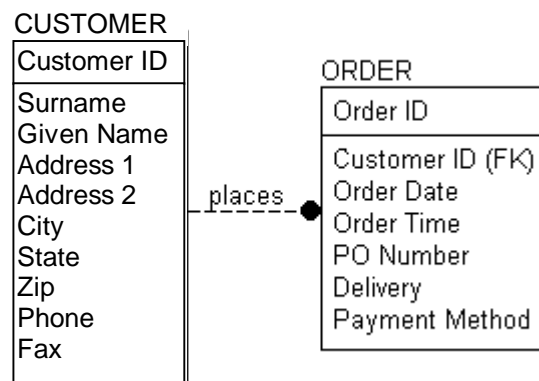 CUSTOMER
Customer ID
Surname
Given Name
Address 1
Address 2
City
State
Zip
Phone
Fax
places
ORDER
Order ID
Customer ID (FK)
Order Date
Order Time
PO Number
Delivery
Payment Method